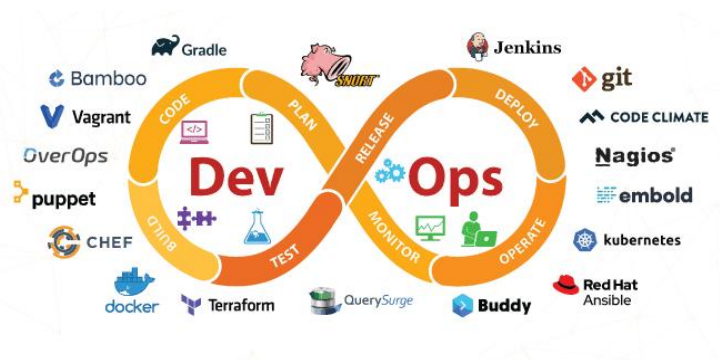 Gradle
SNORT
Jenkins
Bamboo
git
Vagrant
CODE CLIMATE
OverOps
Nagios®
puppet
embold
CHEF
kubernetes
docker
Terraform
QuerySurge
Buddy
Red Hat
Ansible
CODE
PLAN
RELEASE
DEPLOY
Dev
Ops
BUILD
TEST
MONITOR
OPERATE